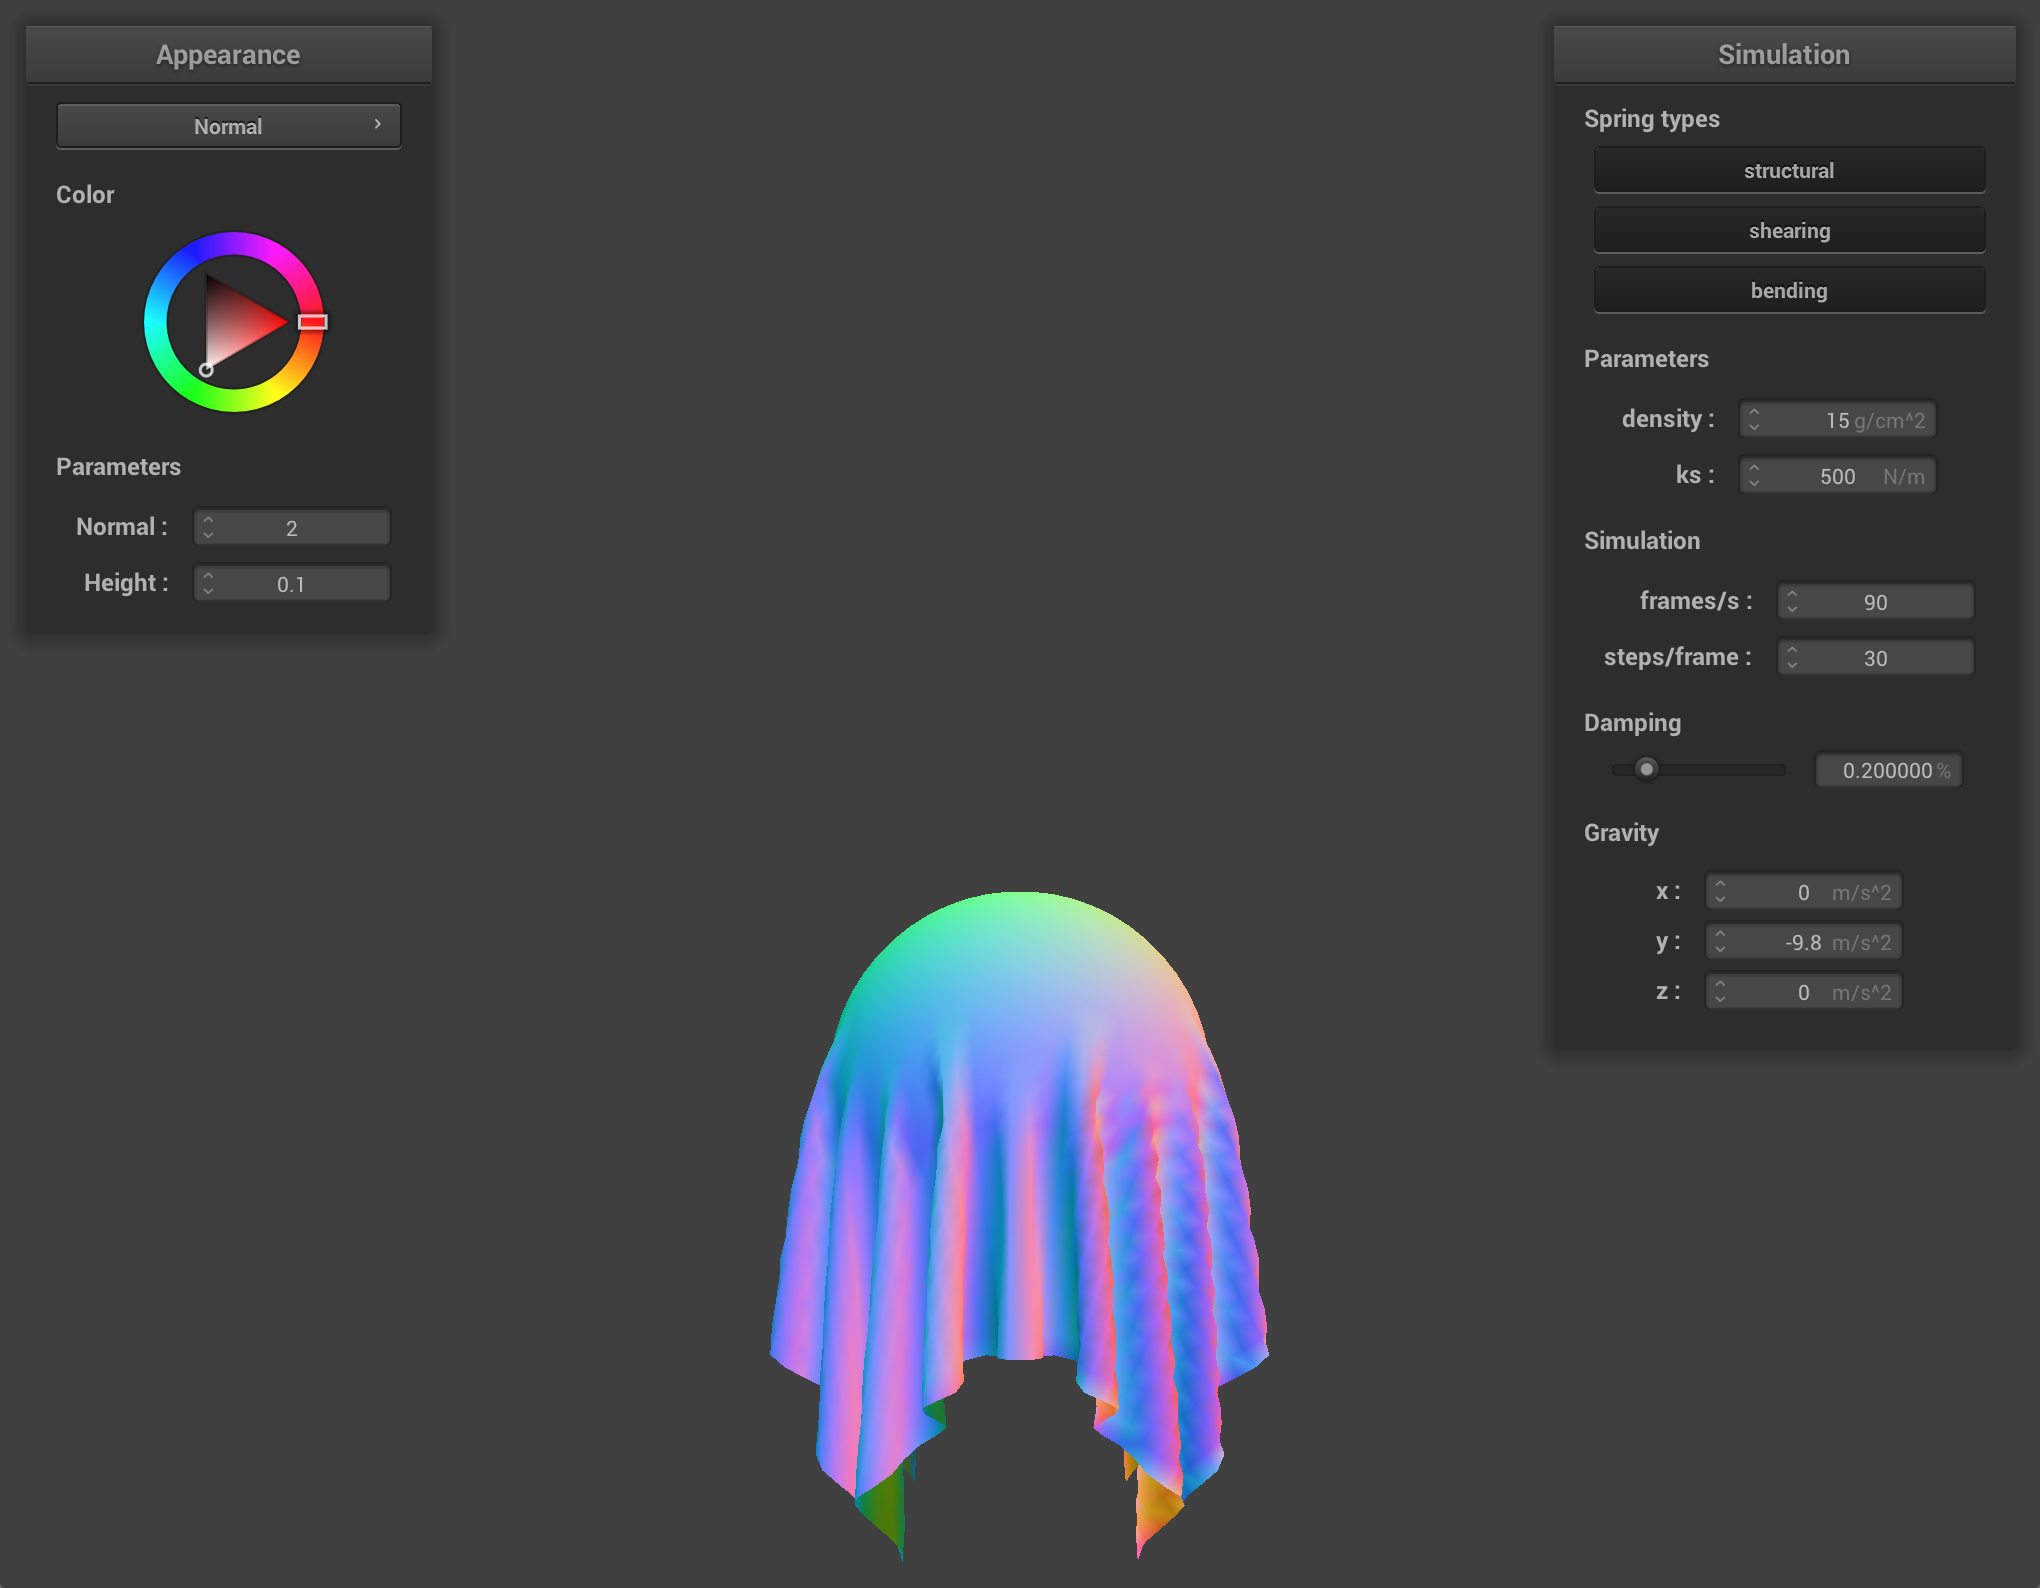 Appearance
Normal
Color
Parameters
Normal : 2
Height : 0.1
Simulation
Spring types
structural
shearing
bending
Parameters
density : 15 g/cm^2
ks : 500 N/m
Simulation
frames/s : 90
steps/frame : 30
Damping
0.200000 %
Gravity
x : 0 m/s^2
y : -9.8 m/s^2
z : 0 m/s^2